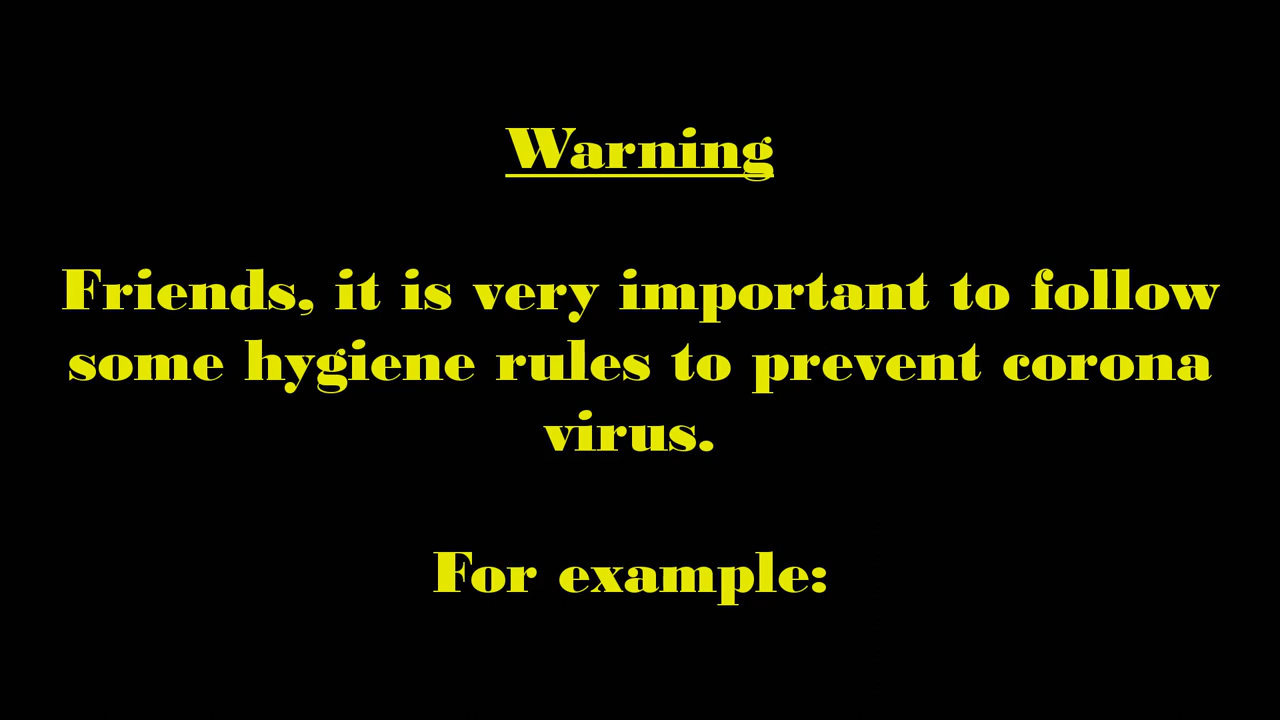 Warning
Friends, it is very important to follow
some hygiene rules to prevent corona
virus.
For example: